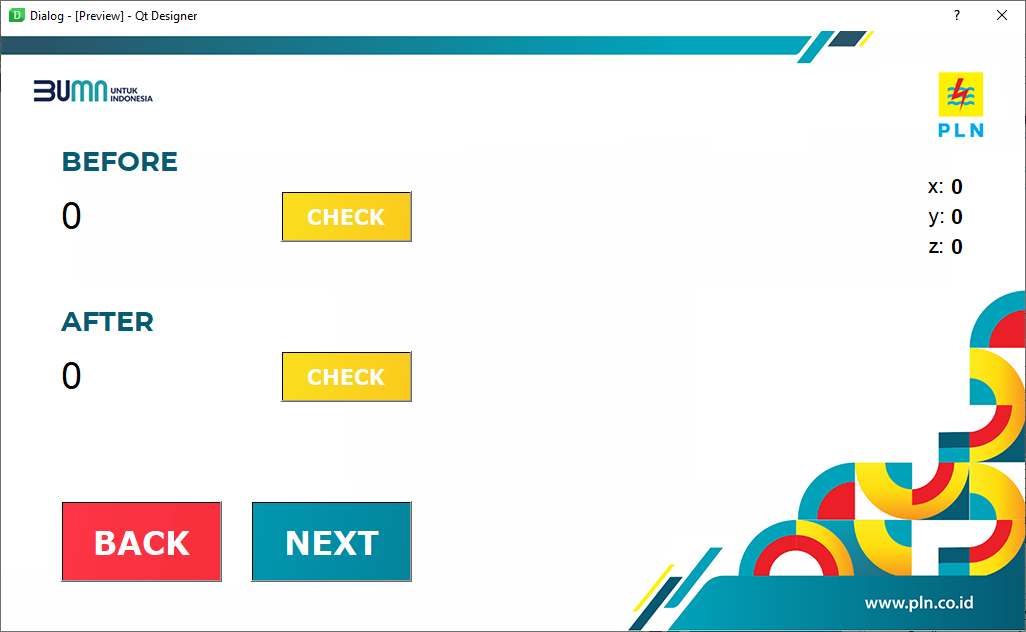 Dialog - [Preview] - Qt Designer
?
BUMN UNTUK INDONESIA
PLN
BEFORE
0
CHECK
x: 0
y: 0
z: 0
AFTER
0
CHECK
BACK
NEXT
www.pln.co.id